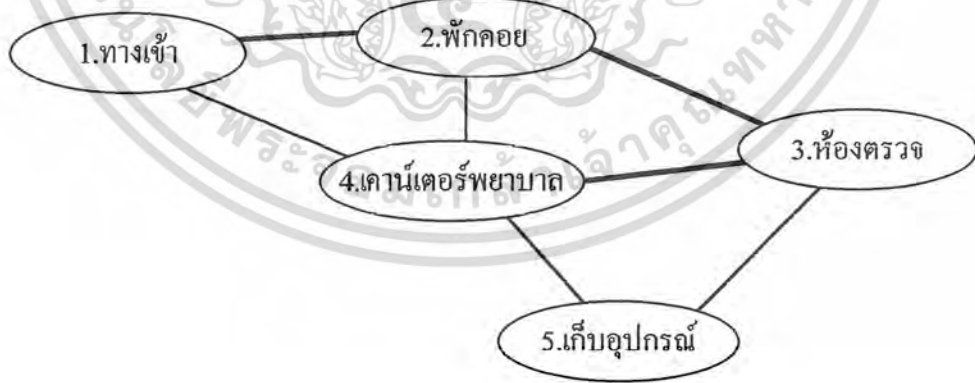 1.ทางเข้า
2.พักคอย
3.ห้องตรวจ
4.เคาน์เตอร์พยาบาล
5.เก็บอุปกรณ์